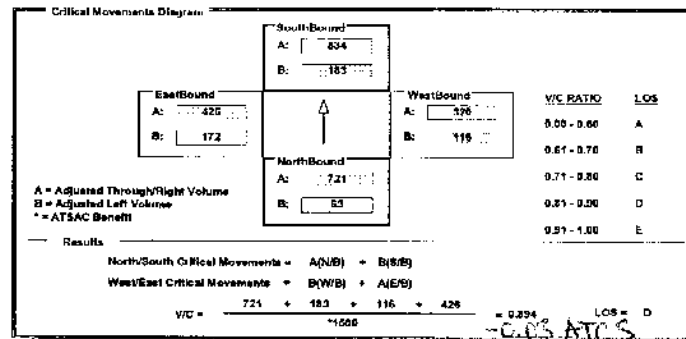 Critical Movements Diagram
SouthBound
A: 834
B: 183
EastBound
A: 426
B: 172
WestBound
A:
B: 116
NorthBound
A: 721
B:
V/C RATIO LOS
0.00 - 0.60 A
0.61 - 0.70 B
0.71 - 0.80 C
0.81 - 0.90 D
0.91 - 1.00 E
A = Adjusted Through/Right Volume
B = Adjusted Left Volume
* = ATSAC Benefit
Results
North/South Critical Movements = A(N/B) + B(S/B)
West/East Critical Movements = B(W/B) + A(E/B)
V/C = 721 + 183 + 116 + 426 = 0.894 LOS = D
*1500
ATCS